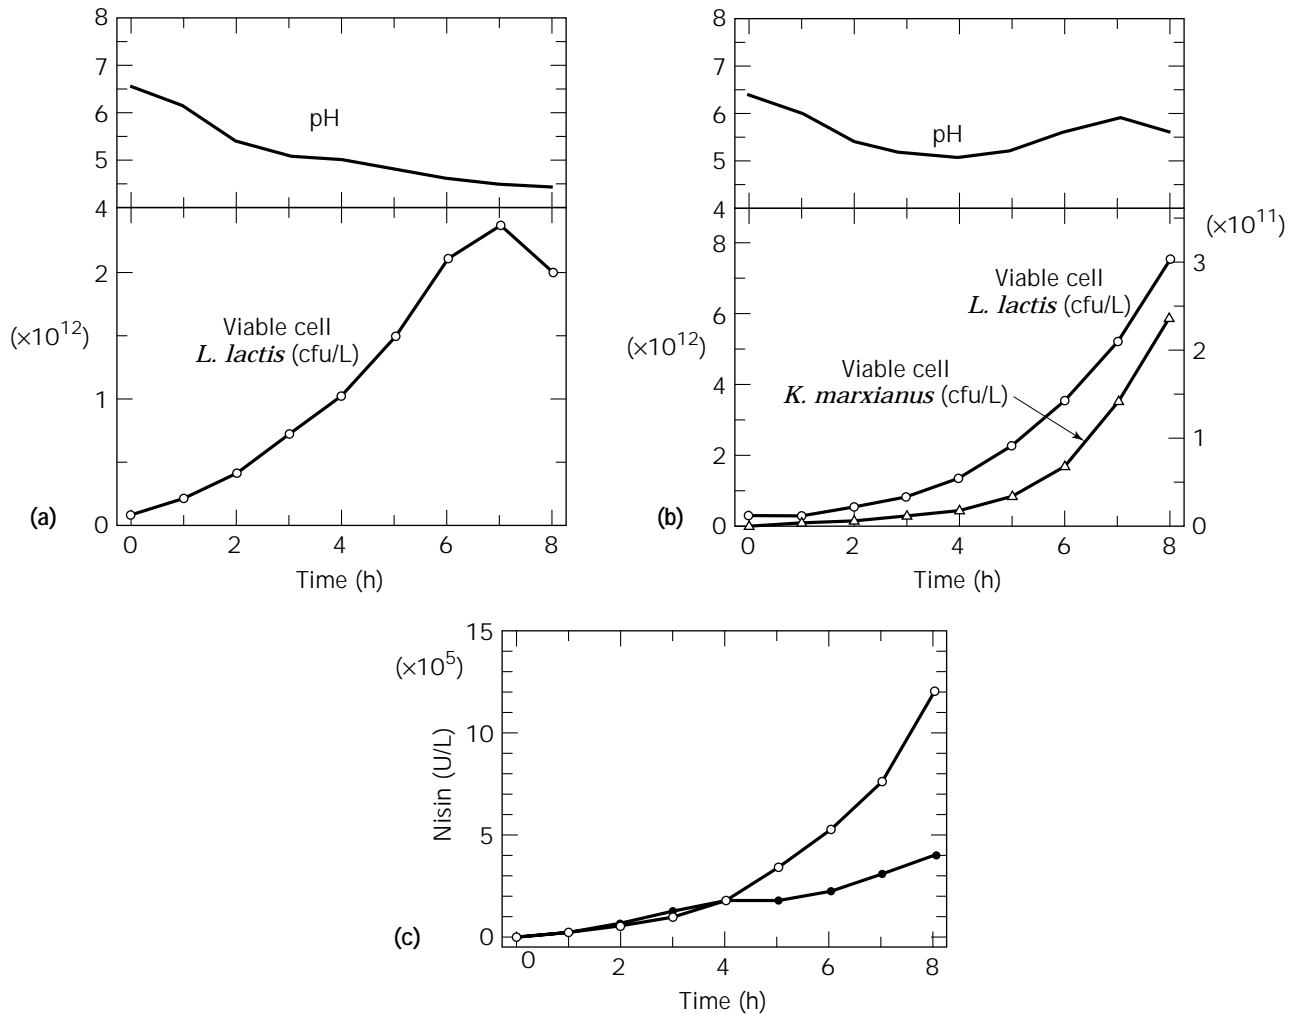 8
7
6
5
4
pH
2
1
0
(×10¹²)
Viable cell
L. lactis (cfu/L)
(a)
0 2 4 6 8
Time (h)
8
7
6
5
4
pH
8
6
4
2
0
(×10¹²)
(×10¹¹)
3
2
1
0
Viable cell
L. lactis (cfu/L)
Viable cell
K. marxianus (cfu/L)
(b)
0 2 4 6 8
Time (h)
15
10
5
0
(×10⁵)
Nisin (U/L)
(c)
0 2 4 6 8
Time (h)